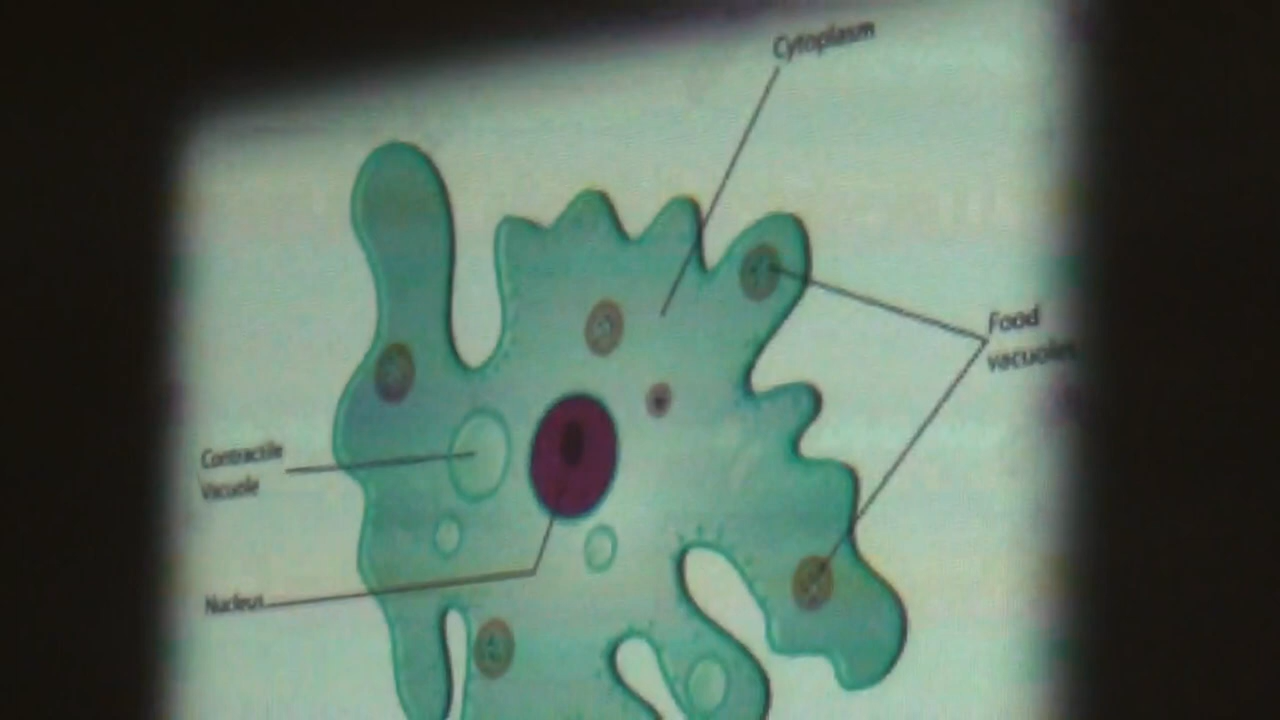 Cytoplasm
Food
vacuoles
Contractile
Vacuole
Nucleus